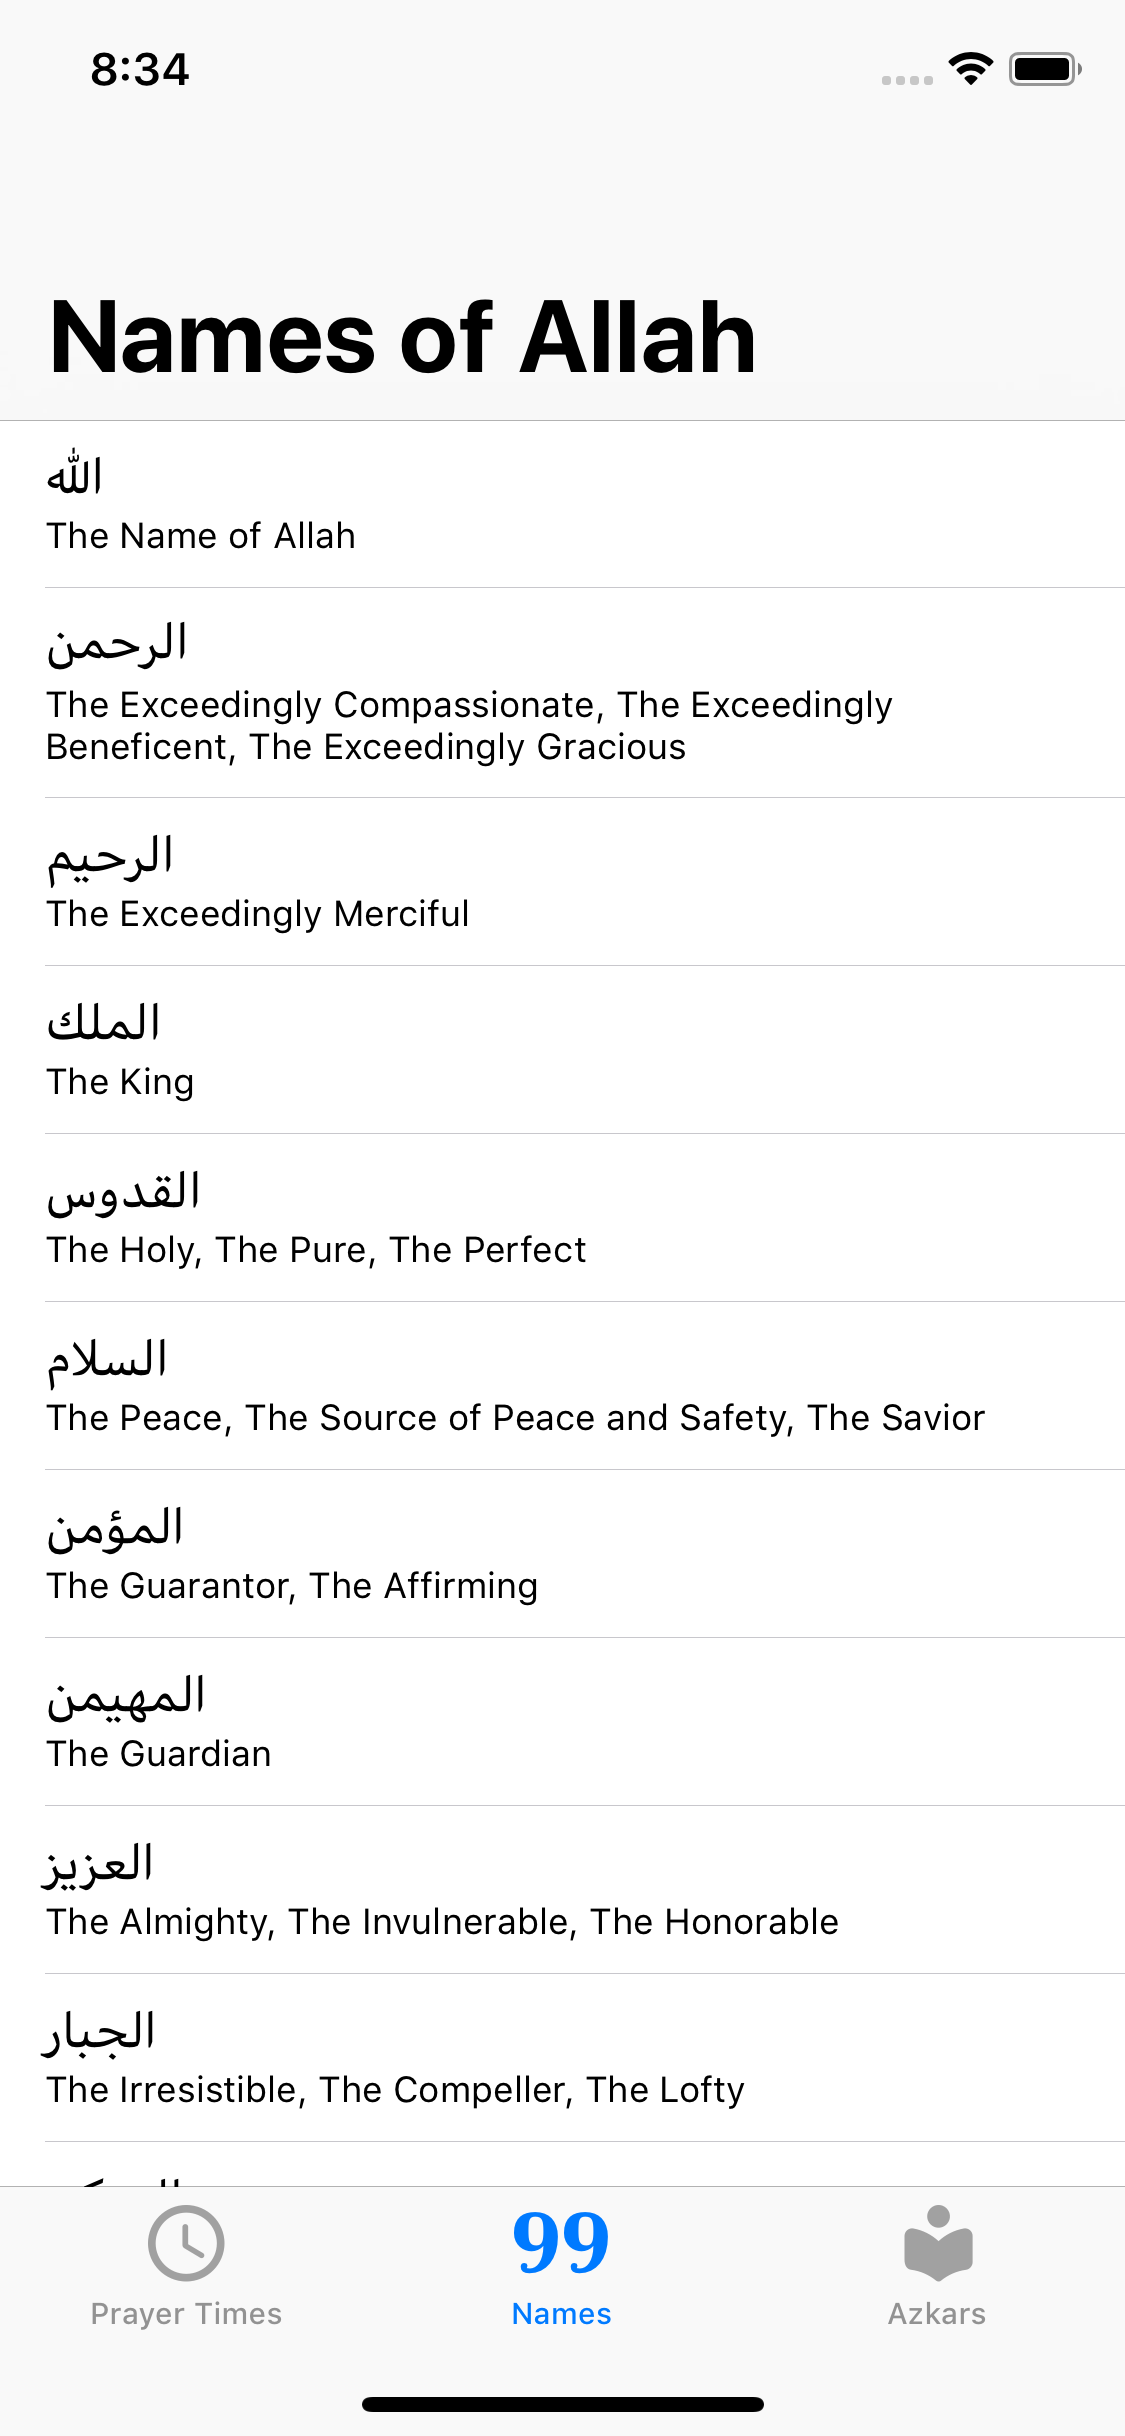 8:34
Names of Allah
الله
The Name of Allah
الرحمن
The Exceedingly Compassionate, The Exceedingly
Beneficent, The Exceedingly Gracious
الرحيم
The Exceedingly Merciful
الملك
The King
القدوس
The Holy, The Pure, The Perfect
السلام
The Peace, The Source of Peace and Safety, The Savior
المؤمن
The Guarantor, The Affirming
المهيمن
The Guardian
العزيز
The Almighty, The Invulnerable, The Honorable
الجبار
The Irresistible, The Compeller, The Lofty
99
Prayer Times
Names
Azkars